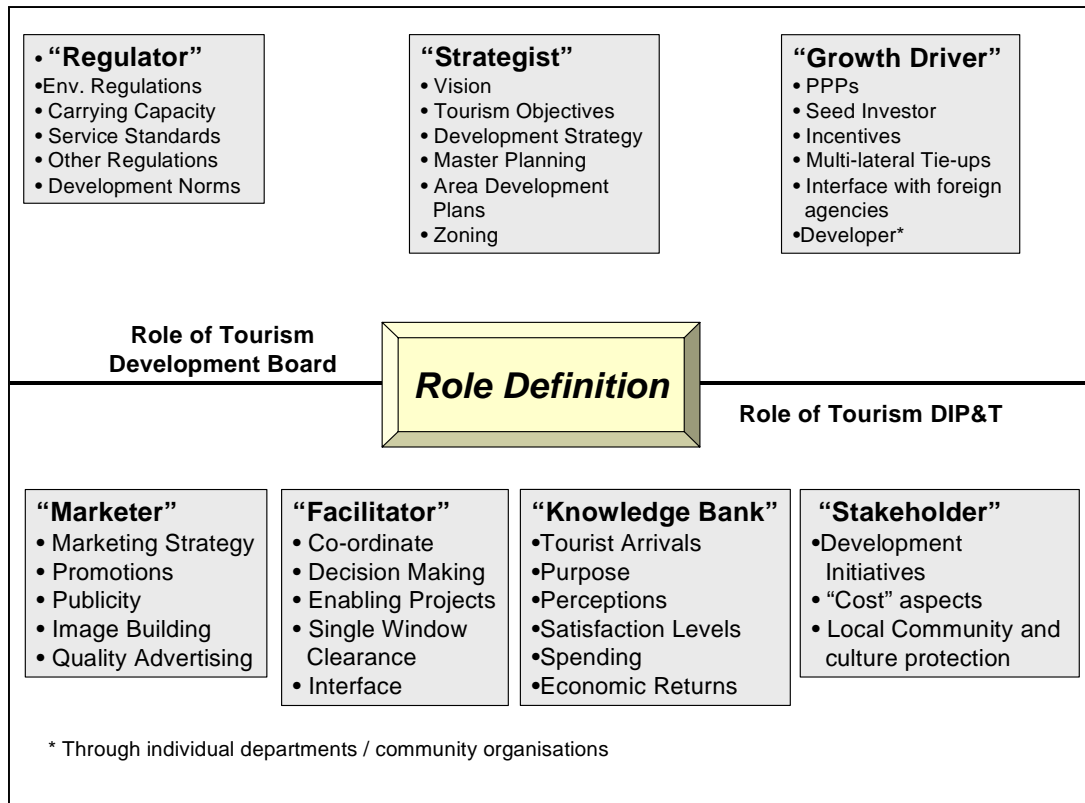 • “Regulator”
•Env. Regulations
• Carrying Capacity
• Service Standards
• Other Regulations
• Development Norms
“Strategist”
• Vision
• Tourism Objectives
• Development Strategy
• Master Planning
• Area Development
Plans
• Zoning
“Growth Driver”
• PPPs
• Seed Investor
• Incentives
• Multi-lateral Tie-ups
• Interface with foreign
agencies
•Developer*
Role of Tourism
Development Board
Role Definition
Role of Tourism DIP&T
“Marketer”
• Marketing Strategy
• Promotions
• Publicity
• Image Building
• Quality Advertising
“Facilitator”
• Co-ordinate
• Decision Making
• Enabling Projects
• Single Window
Clearance
• Interface
“Knowledge Bank”
•Tourist Arrivals
•Purpose
•Perceptions
•Satisfaction Levels
•Spending
•Economic Returns
“Stakeholder”
•Development
Initiatives
• “Cost” aspects
• Local Community and
culture protection
* Through individual departments / community organisations